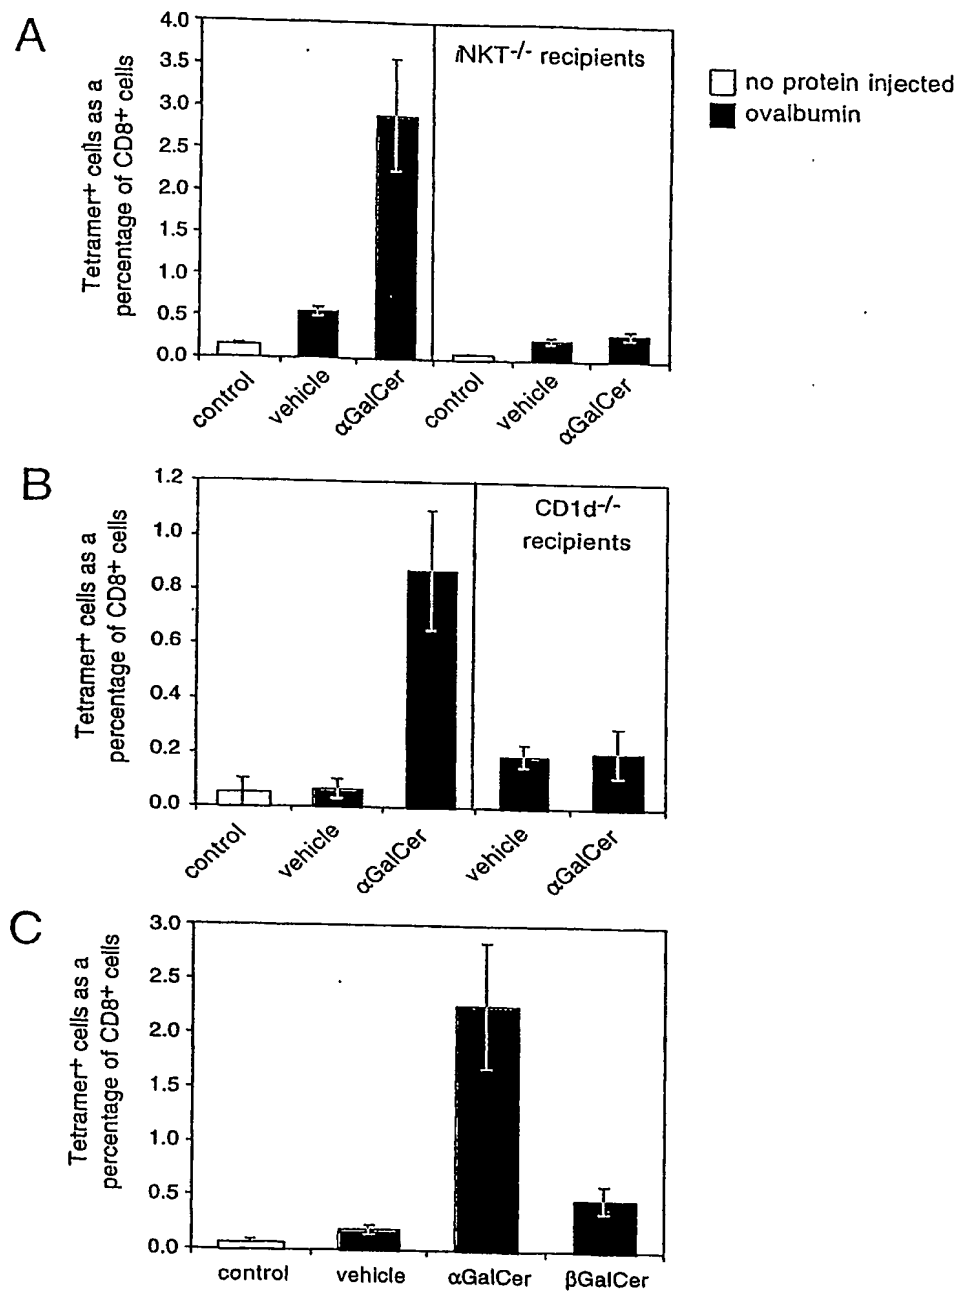 A
Tetramer+ cells as a
percentage of CD8+ cells
4.0
3.5
3.0
2.5
2.0
1.5
1.0
0.5
0.0
iNKT-/- recipients
no protein injected
ovalbumin
control
vehicle
αGalCer
control
vehicle
αGalCer
B
Tetramer+ cells as a
percentage of CD8+ cells
1.2
1.0
0.8
0.6
0.4
0.2
0.0
CD1d-/-
recipients
control
vehicle
αGalCer
vehicle
αGalCer
C
Tetramer+ cells as a
percentage of CD8+ cells
3.0
2.5
2.0
1.5
1.0
0.5
0.0
control vehicle αGalCer βGalCer